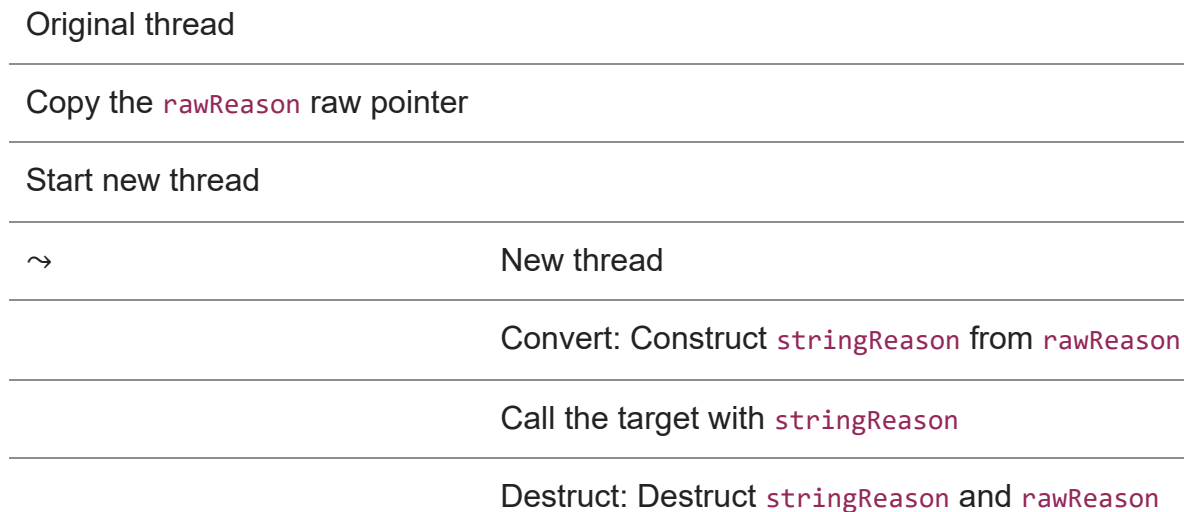 Original thread
Copy the rawReason raw pointer
Start new thread
⤳ New thread
Convert: Construct stringReason from rawReason
Call the target with stringReason
Destruct: Destruct stringReason and rawReason